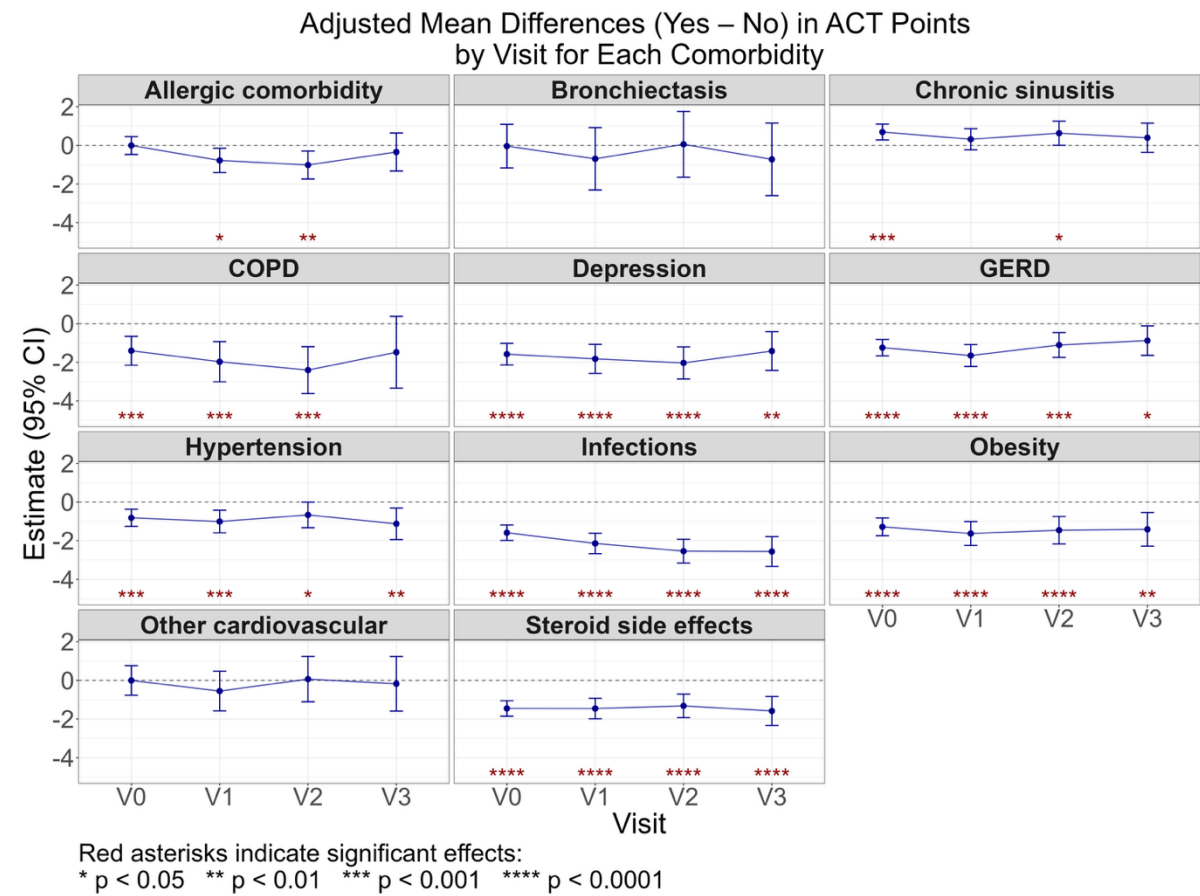 Adjusted Mean Differences (Yes – No) in ACT Points
by Visit for Each Comorbidity
Allergic comorbidity
Bronchiectasis
Chronic sinusitis
2
0
-2
-4
* **
*** *
COPD
Depression
GERD
2
0
-2
-4
*** *** ***
**** **** **** **
**** **** *** *
Hypertension
Infections
Obesity
2
0
-2
-4
*** *** * **
**** **** **** ****
**** **** **** **
V0 V1 V2 V3
Other cardiovascular
Steroid side effects
2
0
-2
-4
**** **** **** ****
V0 V1 V2 V3
V0 V1 V2 V3
Estimate (95% CI)
Visit
Red asterisks indicate significant effects:
* p < 0.05 ** p < 0.01 *** p < 0.001 **** p < 0.0001